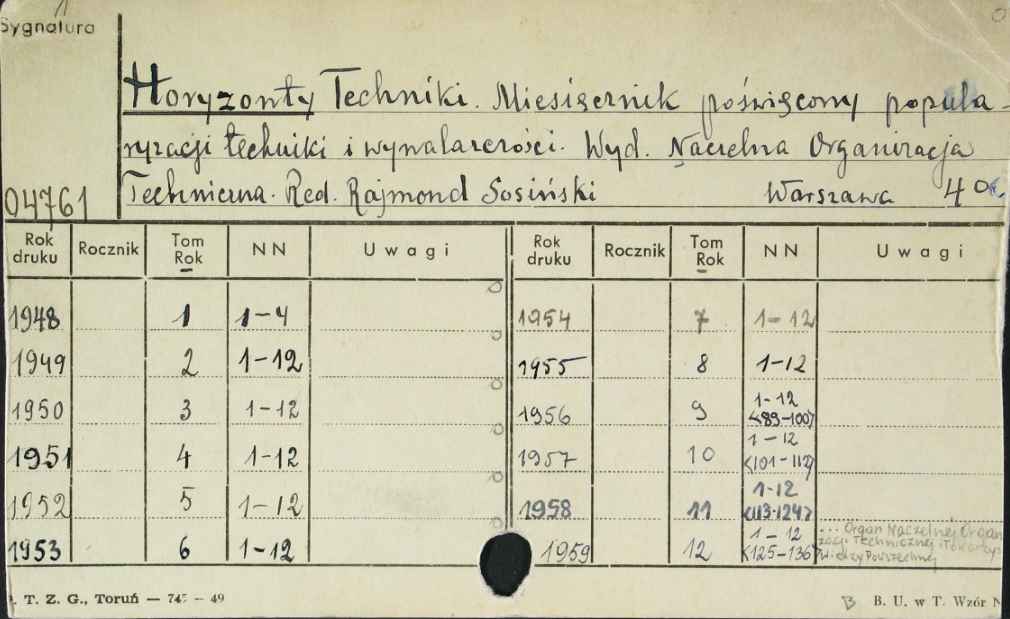 Sygnatura
Horyzonty Techniki. Miesięcznik poświęcony popula-
ryzacji techniki i wynalazczości. Wyd. Naczelna Organizacja
04761 Techniczna. Red. Rajmond Sosiński Warszawa 4°
Rok druku Rocznik Tom Rok NN Uwagi Rok druku Rocznik Tom Rok NN Uwagi
1948 1 1-4 1954 7 1-12
1949 2 1-12 1955 8 1-12
1950 3 1-12 1956 9 1-12 <89-100>
1951 4 1-12 1957 10 1-12 <101-112>
1952 5 1-12 1958 11 1-12 <113-124>
1953 6 1-12 1959 12 1-12 <125-136> ... Organ Naczelnej Organizacji Technicznej i Wiedzy Powszechnej
T. Z. G., Toruń — 745 — 49 B. U. w T. Wzór N